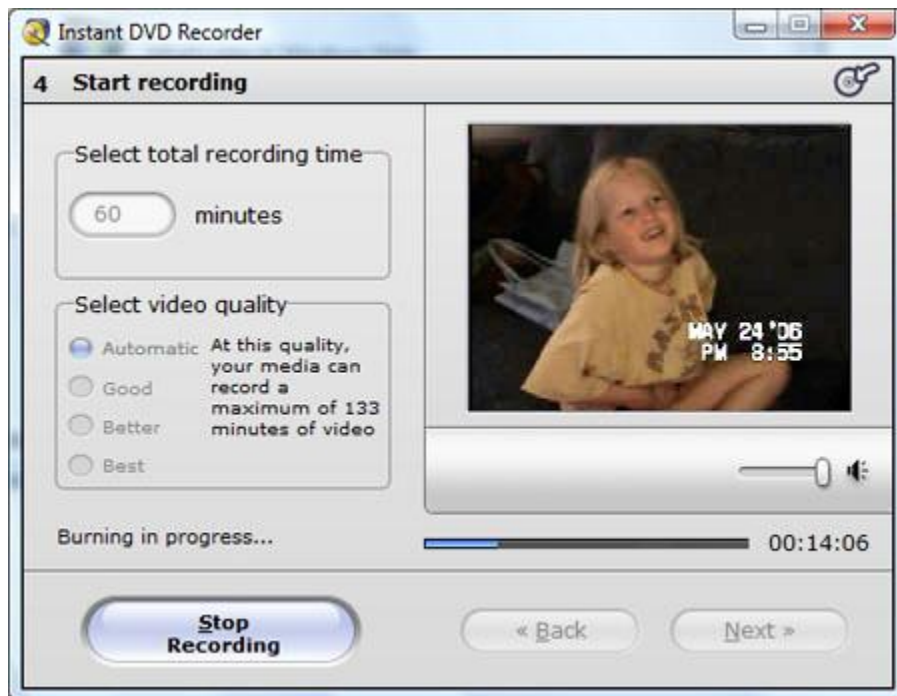 Instant DVD Recorder
4 Start recording
Select total recording time
60 minutes
Select video quality
Automatic
Good
Better
Best
At this quality,
your media can
record a
maximum of 133
minutes of video
MAY 24 '06
PM 8:55
Burning in progress...
00:14:06
Stop
Recording
« Back
Next »